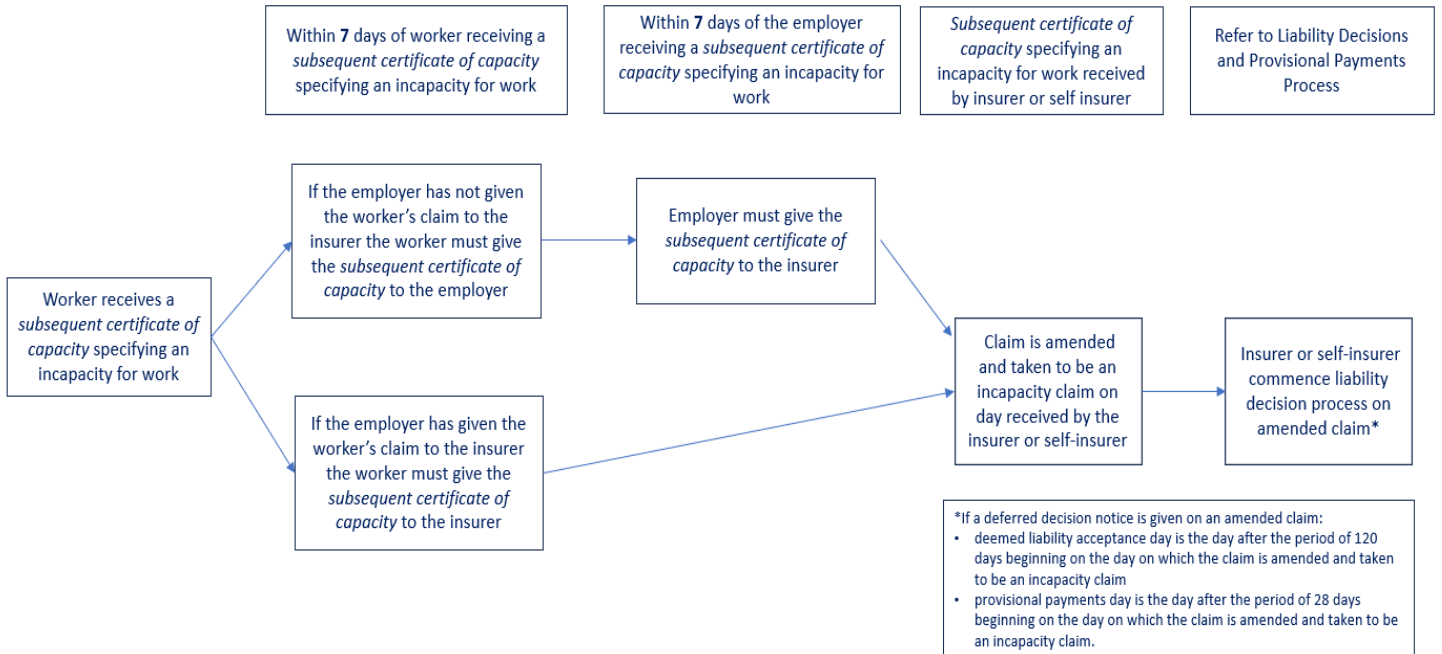 Within 7 days of worker receiving a
subsequent certificate of capacity
specifying an incapacity for work
Within 7 days of the employer
receiving a subsequent certificate of
capacity specifying an incapacity for
work
Subsequent certificate of
capacity specifying an
incapacity for work received
by insurer or self insurer
Refer to Liability Decisions
and Provisional Payments
Process
If the employer has not given
the worker’s claim to the
insurer the worker must give
the subsequent certificate of
capacity to the employer
Employer must give the
subsequent certificate of
capacity to the insurer
Worker receives a
subsequent certificate of
capacity specifying an
incapacity for work
If the employer has given the
worker’s claim to the insurer
the worker must give the
subsequent certificate of
capacity to the insurer
Claim is amended
and taken to be an
incapacity claim on
day received by the
insurer or self-insurer
Insurer or self-insurer
commence liability
decision process on
amended claim*
*If a deferred decision notice is given on an amended claim:
• deemed liability acceptance day is the day after the period of 120
days beginning on the day on which the claim is amended and taken
to be an incapacity claim
• provisional payments day is the day after the period of 28 days
beginning on the day on which the claim is amended and taken to be
an incapacity claim.